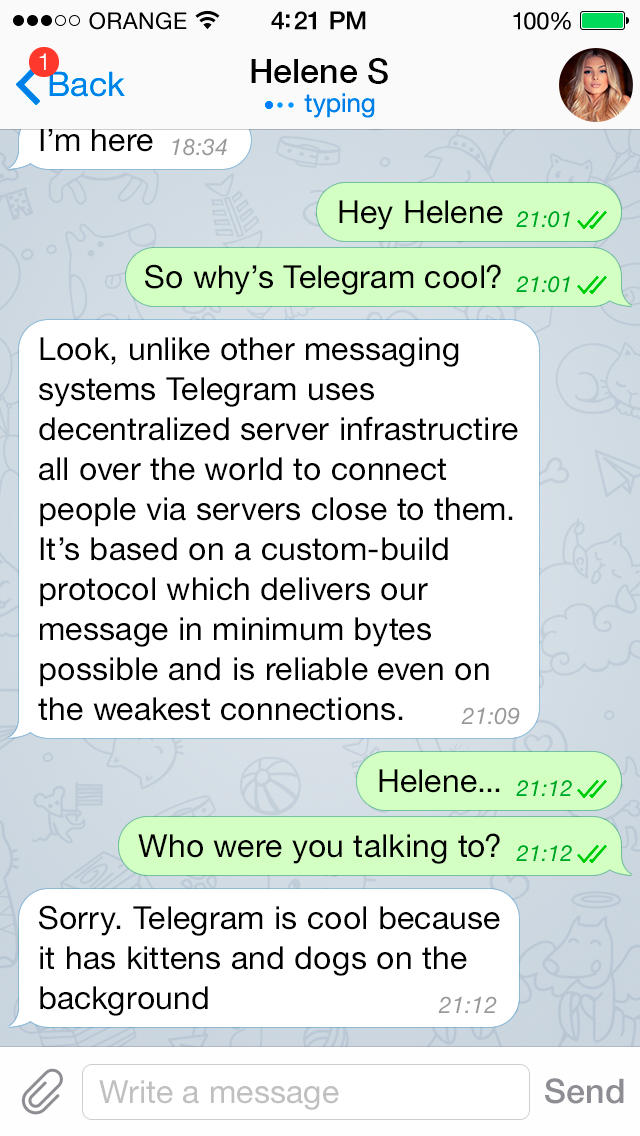 ORANGE 4:21 PM 100%
1
Back
Helene S
typing
I'm here 18:34
Hey Helene 21:01
So why's Telegram cool? 21:01
Look, unlike other messaging
systems Telegram uses
decentralized server infrastructire
all over the world to connect
people via servers close to them.
It's based on a custom-build
protocol which delivers our
message in minimum bytes
possible and is reliable even on
the weakest connections. 21:09
Helene... 21:12
Who were you talking to? 21:12
Sorry. Telegram is cool because
it has kittens and dogs on the
background 21:12
Write a message Send